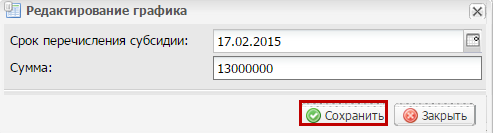 Редактирование графика
Срок перечисления субсидии: 17.02.2015
Сумма: 13000000
Сохранить Закрыть